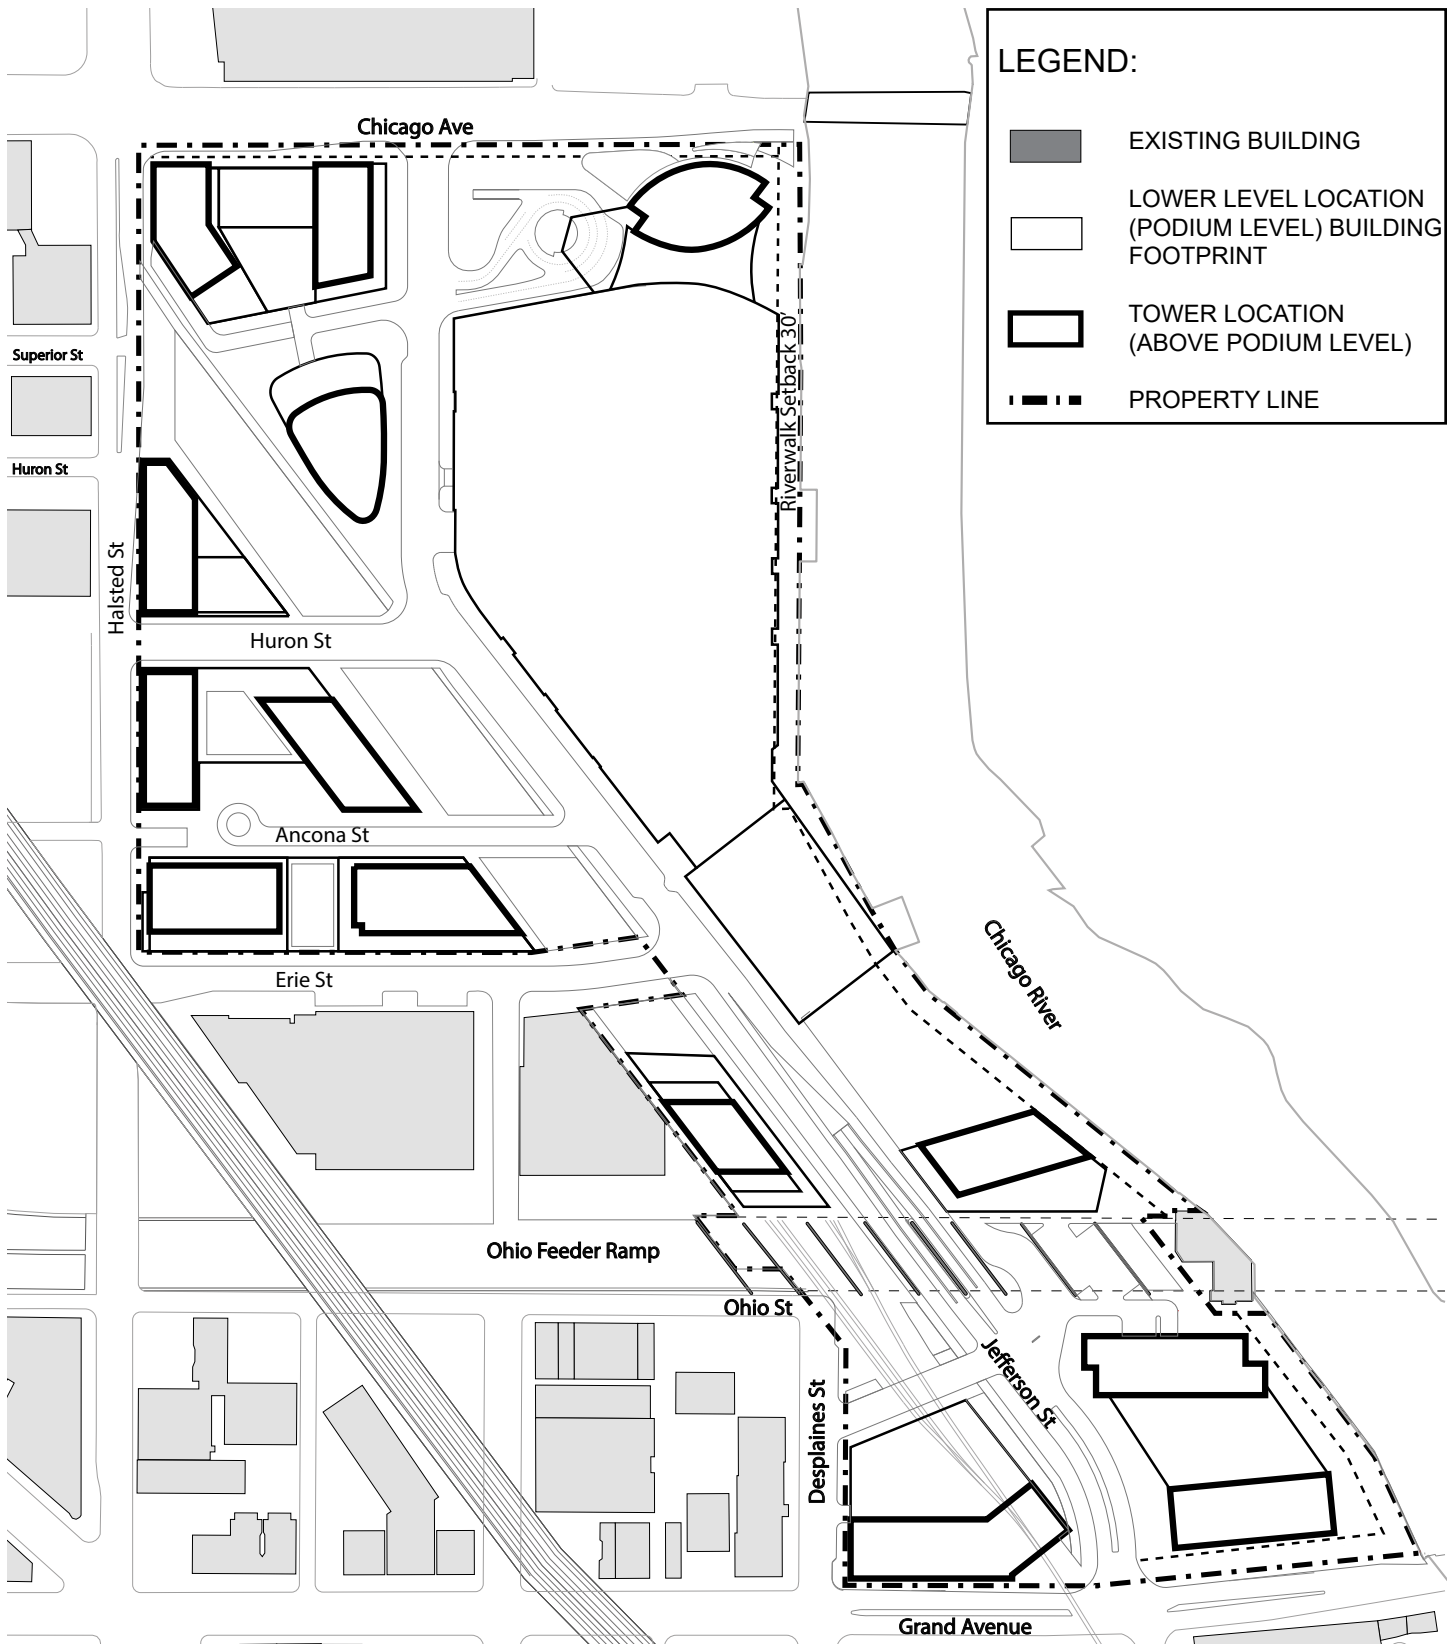 LEGEND:
EXISTING BUILDING
LOWER LEVEL LOCATION
(PODIUM LEVEL) BUILDING
FOOTPRINT
TOWER LOCATION
(ABOVE PODIUM LEVEL)
PROPERTY LINE
Chicago Ave
Superior St
Huron St
Halsted St
Riverwalk Setback 30'
Huron St
Ancona St
Erie St
Chicago River
Ohio Feeder Ramp
Ohio St
Jefferson St
Desplaines St
Grand Avenue